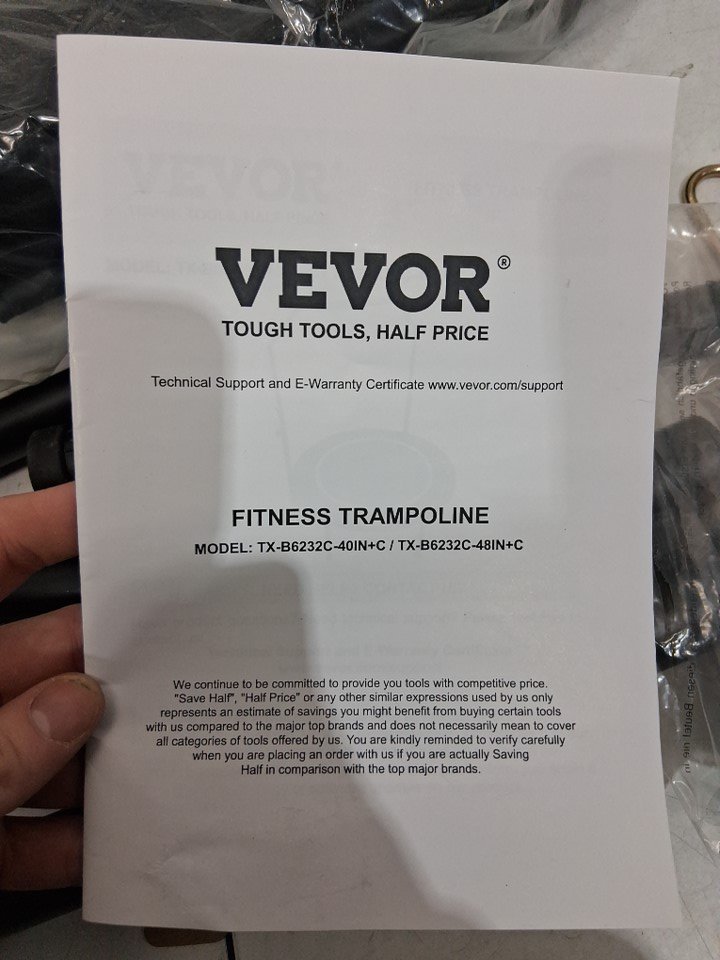 VEVOR®
TOUGH TOOLS, HALF PRICE
Technical Support and E-Warranty Certificate www.vevor.com/support
FITNESS TRAMPOLINE
MODEL: TX-B6232C-40IN+C / TX-B6232C-48IN+C
We continue to be committed to provide you tools with competitive price.
"Save Half", "Half Price" or any other similar expressions used by us only
represents an estimate of savings you might benefit from buying certain tools
with us compared to the major top brands and does not necessarily mean to cover
all categories of tools offered by us. You are kindly reminded to verify carefully
when you are placing an order with us if you are actually Saving
Half in comparison with the top major brands.